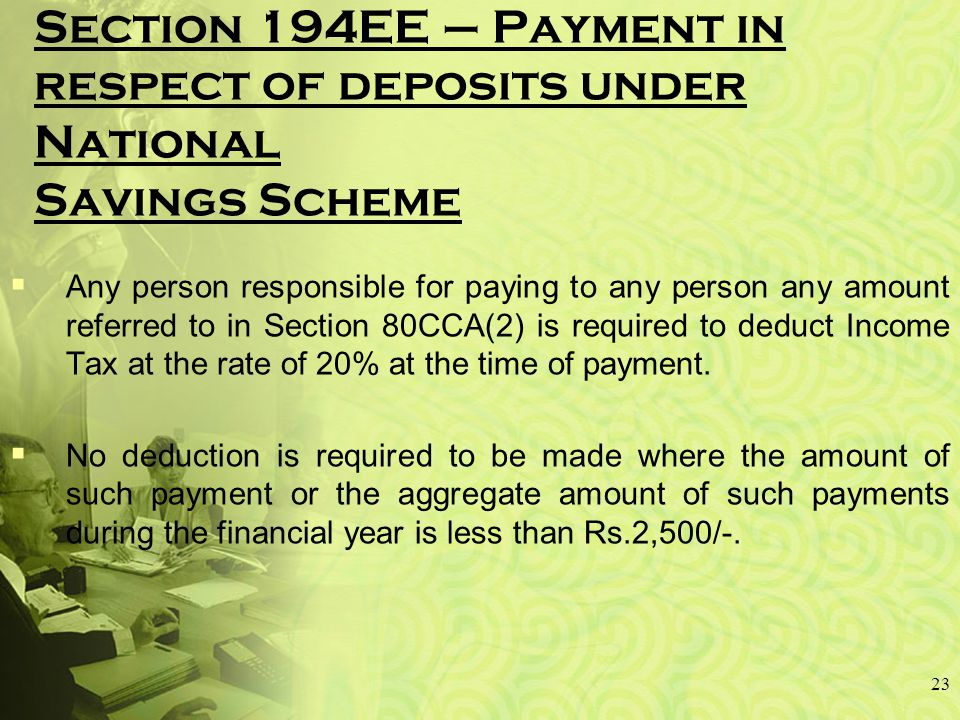 Section 194EE – Payment in
respect of deposits under
National
Savings Scheme
Any person responsible for paying to any person any amount
referred to in Section 80CCA(2) is required to deduct Income
Tax at the rate of 20% at the time of payment.
No deduction is required to be made where the amount of
such payment or the aggregate amount of such payments
during the financial year is less than Rs.2,500/-.
23